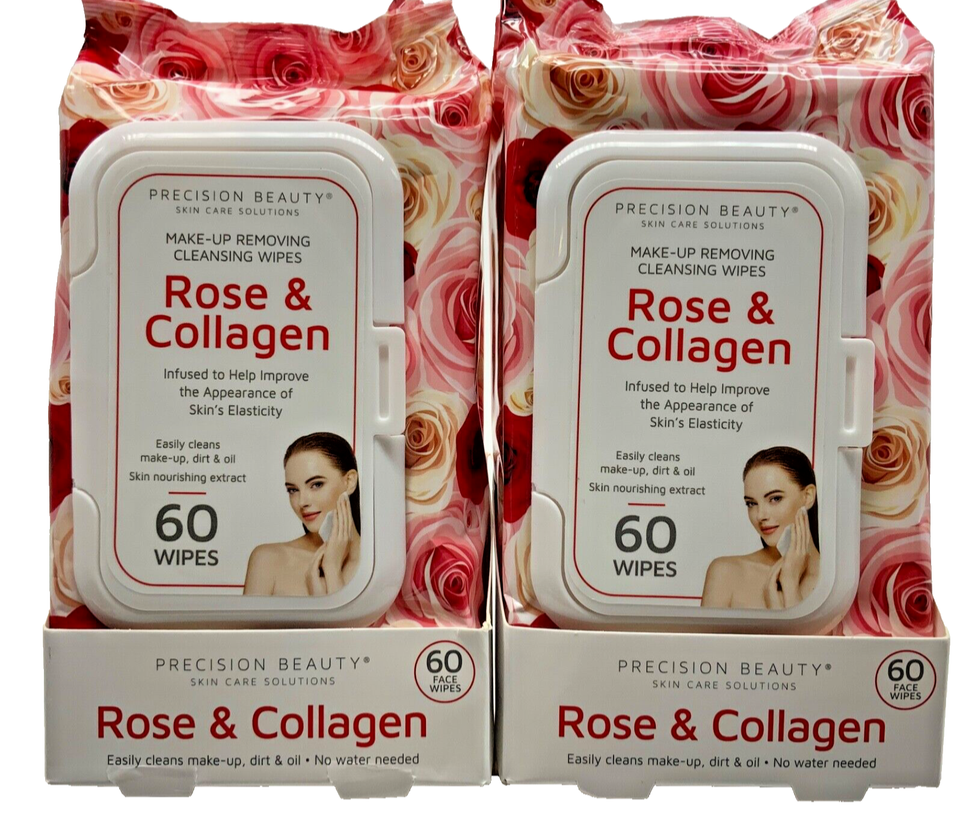 PRECISION BEAUTY®
SKIN CARE SOLUTIONS
MAKE-UP REMOVING
CLEANSING WIPES
Rose &
Collagen
Infused to Help Improve
the Appearance of
Skin's Elasticity
Easily cleans
make-up, dirt & oil
Skin nourishing extract
60
WIPES
PRECISION BEAUTY®
SKIN CARE SOLUTIONS
60
FACE
WIPES
Rose & Collagen
Easily cleans make-up, dirt & oil • No water needed
PRECISION BEAUTY®
SKIN CARE SOLUTIONS
MAKE-UP REMOVING
CLEANSING WIPES
Rose &
Collagen
Infused to Help Improve
the Appearance of
Skin's Elasticity
Easily cleans
make-up, dirt & oil
Skin nourishing extract
60
WIPES
PRECISION BEAUTY®
SKIN CARE SOLUTIONS
60
FACE
WIPES
Rose & Collagen
Easily cleans make-up, dirt & oil • No water needed